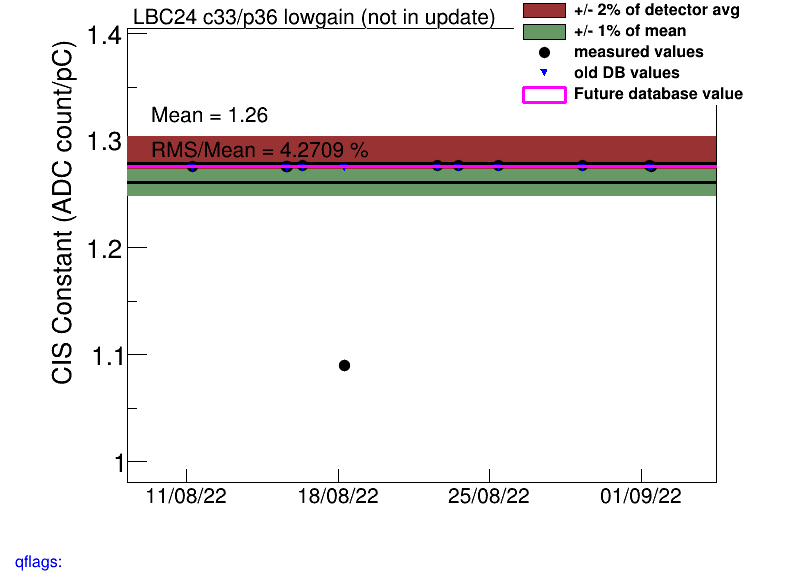 LBC24 c33/p36 lowgain (not in update)
+/- 2% of detector avg
+/- 1% of mean
measured values
old DB values
Future database value
Mean = 1.26
RMS/Mean = 4.2709 %
CIS Constant (ADC count/pC)
1.4
1.3
1.2
1.1
1
11/08/22
18/08/22
25/08/22
01/09/22
qflags: